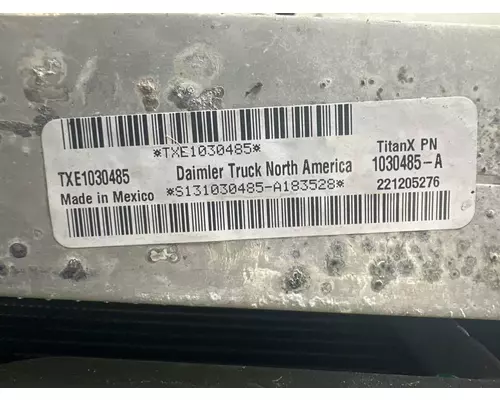 *TXE1030485*
TitanX PN
TXE1030485
Daimler Truck North America
1030485-A
Made in Mexico
*S131030485-A183528*
221205276